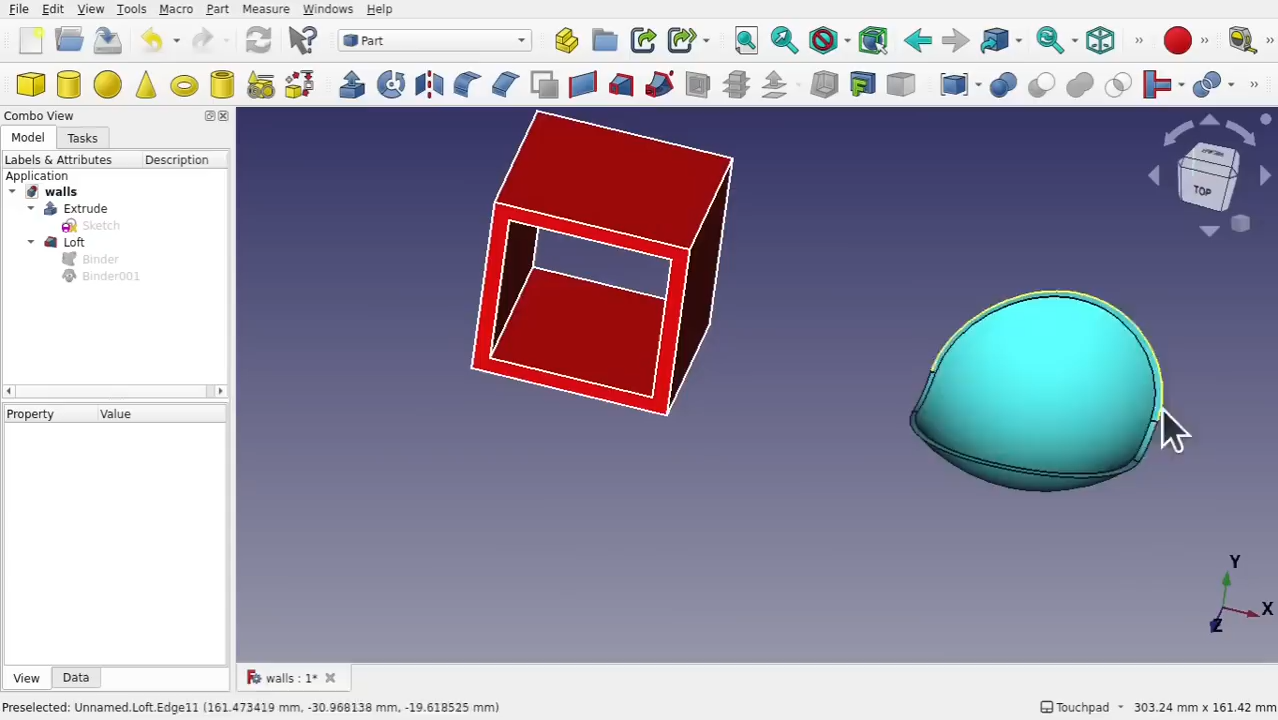 File Edit View Tools Macro Part Measure Windows Help
Part
Combo View
Model Tasks
Labels & Attributes Description
Application
walls
Extrude
Sketch
Loft
Binder
Binder001
Property Value
View Data
TOP
Y
X
Z
walls : 1*
Preselected: Unnamed.Loft.Edge11 (161.473419 mm, -30.968138 mm, -19.618525 mm)
Touchpad 303.24 mm x 161.42 mm